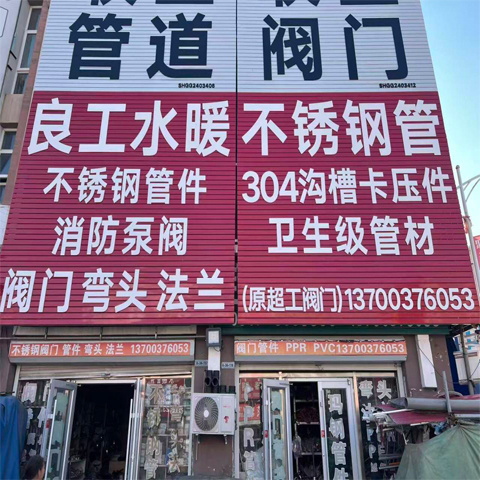 管道
SHGG2403408
良工水暖
不锈钢管件
消防泵阀
阀门 弯头 法兰
阀门
SHGG2403412
不锈钢管
304沟槽卡压件
卫生级管材
(原超工阀门)13700376053
不锈钢阀门 管件 弯头 法兰 13700376053
阀门管件 PPR PVC13700376053